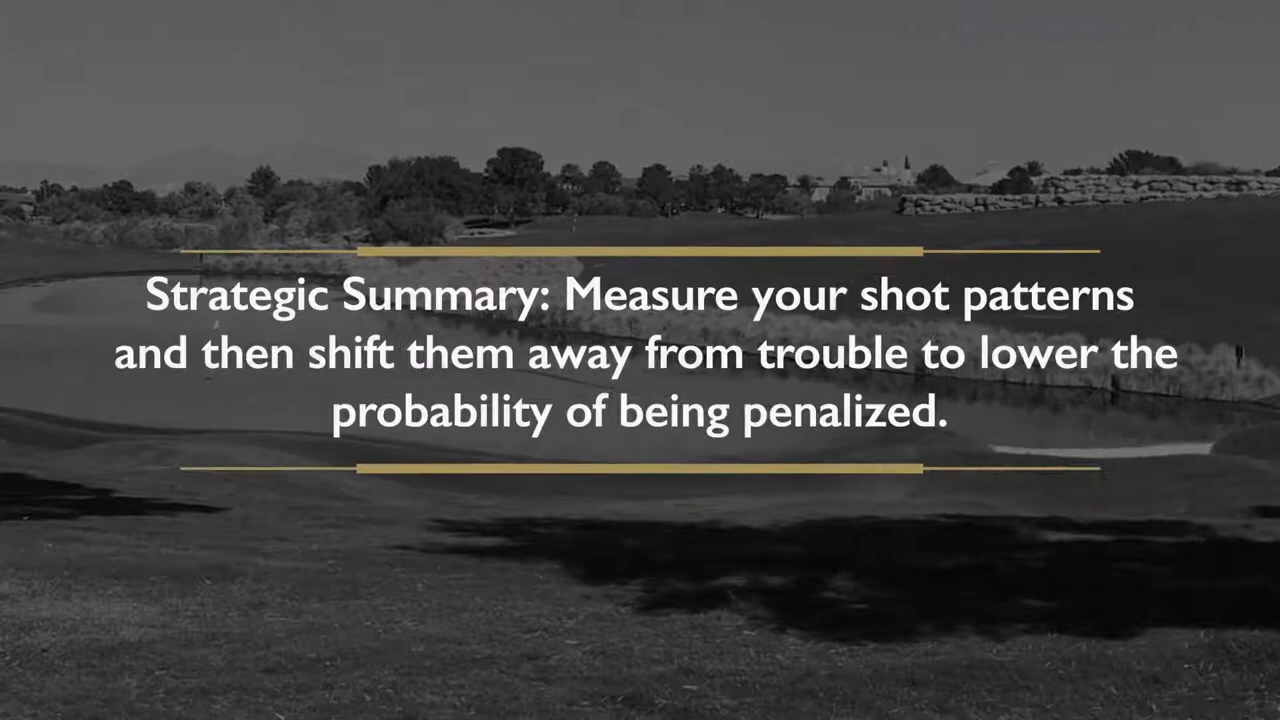 Strategic Summary: Measure your shot patterns
and then shift them away from trouble to lower the
probability of being penalized.